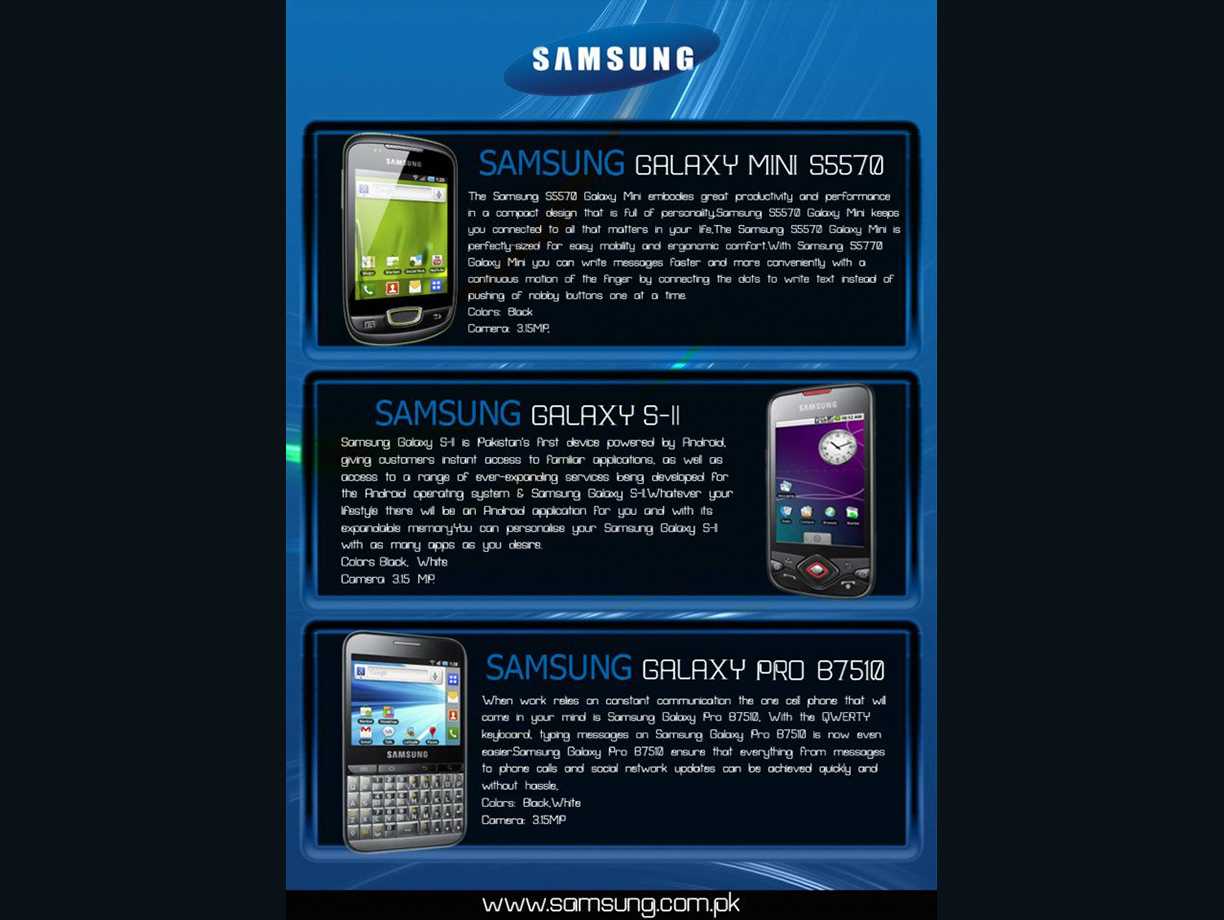 SAMSUNG
SAMSUNG GALAXY MINI S5570
The Samsung S5570 Galaxy Mini embodies great productivity and performance
in a compact design that is full of personality.Samsung S5570 Galaxy Mini keeps
you connected to all that matters in your life.The Samsung S5570 Galaxy Mini is
perfectly-sized for easy mobility and ergonomic comfort.With Samsung S5770
Galaxy Mini you can write messages faster and more conveniently with a
continuous motion of the finger by connecting the dots to write text instead of
pushing of nobby buttons one at a time.
Colors: Black
Camera: 3.15MP.
SAMSUNG
SAMSUNG GALAXY S-II
Samsung Galaxy S-II is Pakistan's first device powered by Android,
giving customers instant access to familiar applications, as well as
access to a range of ever-expanding services being developed for
the Android operating system & Samsung Galaxy S-II.Whatever your
lifestyle there will be an Android application for you and with its
expandable memory.You can personalise your Samsung Galaxy S-II
with as many apps as you desire.
Colors Black, White
Camera 3.15 MP.
SAMSUNG
SAMSUNG GALAXY PRO B7510
When work relies on constant communication the one cell phone that will
come in your mind is Samsung Galaxy Pro B7510. With the QWERTY
keyboard, typing messages on Samsung Galaxy Pro B7510 is now even
easier.Samsung Galaxy Pro B7510 ensure that everything from messages
to phone calls and social network updates can be achieved quickly and
without hassle.
Colors: Black,White
Camera: 3.15MP
SAMSUNG
www.samsung.com.pk